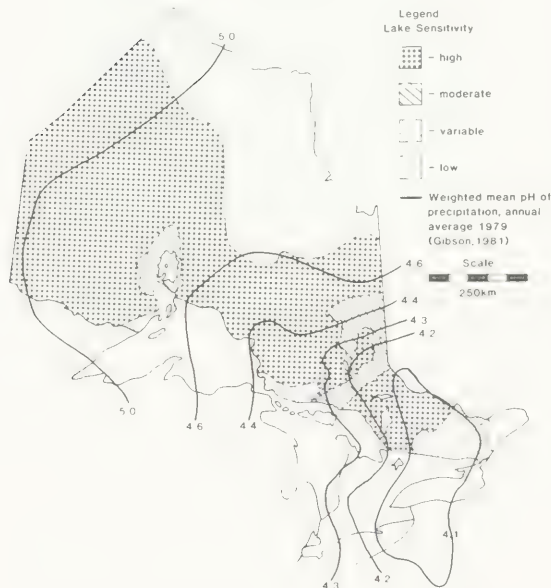 Legend
Lake Sensitivity
- high
- moderate
- variable
- low
Weighted mean pH of
precipitation, annual
average 1979
(Gibson, 1981)
Scale
250km
5.0
4.6
4.4
4.3
4.2
5.0
4.6
4.4
4.1
4.2
4.3